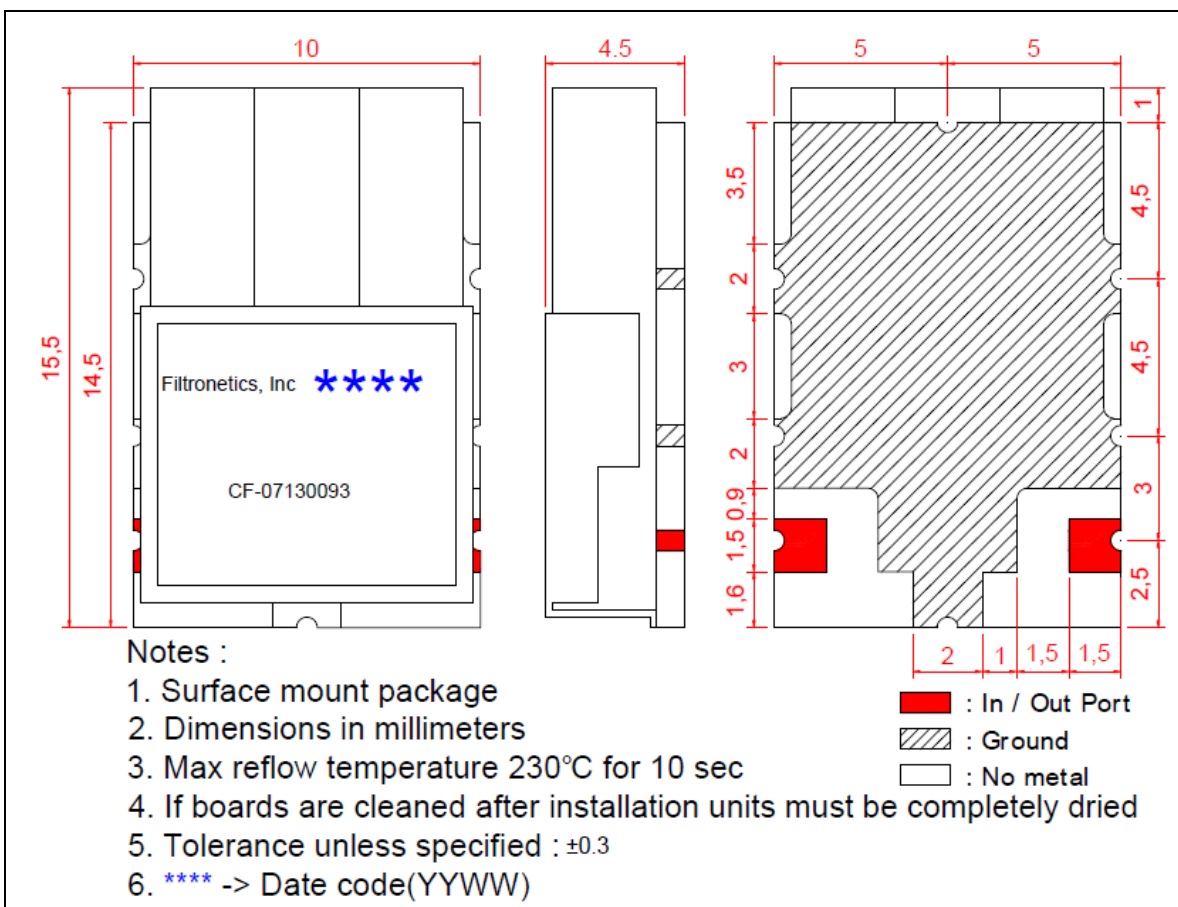 10
4.5
5
5
1
15,5
14,5
3,5
2
3
2
0,9
1,5
1,6
4,5
4,5
3
2,5
Filtronetics, Inc ****
CF-07130093
2
1
1,5
1,5
Notes :
1. Surface mount package
2. Dimensions in millimeters
3. Max reflow temperature 230°C for 10 sec
4. If boards are cleaned after installation units must be completely dried
5. Tolerance unless specified : ±0.3
6. **** -> Date code(YYWW)
: In / Out Port
: Ground
: No metal